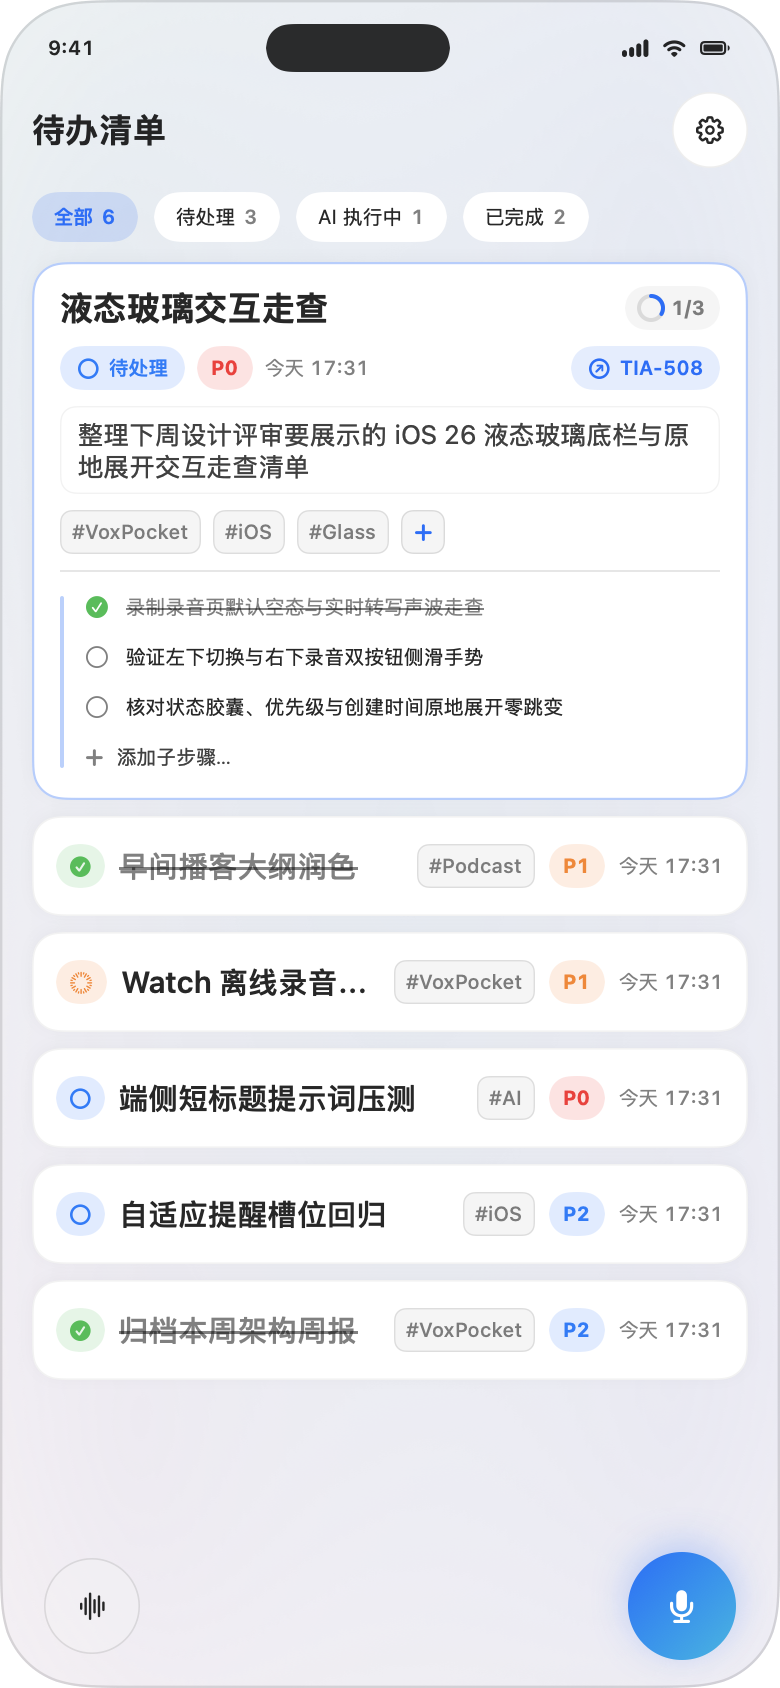 9:41
待办清单
全部 6 待处理 3 AI 执行中 1 已完成 2
液态玻璃交互走查 1/3
待处理 P0 今天 17:31 TIA-508
整理下周设计评审要展示的 iOS 26 液态玻璃底栏与原
地展开交互走查清单
#VoxPocket #iOS #Glass +
录制录音页默认空态与实时转写声波走查
验证左下切换与右下录音双按钮侧滑手势
核对状态胶囊、优先级与创建时间原地展开零跳变
+ 添加子步骤...
早间播客大纲润色 #Podcast P1 今天 17:31
Watch 离线录音... #VoxPocket P1 今天 17:31
端侧短标题提示词压测 #AI P0 今天 17:31
自适应提醒槽位回归 #iOS P2 今天 17:31
归档本周架构周报 #VoxPocket P2 今天 17:31